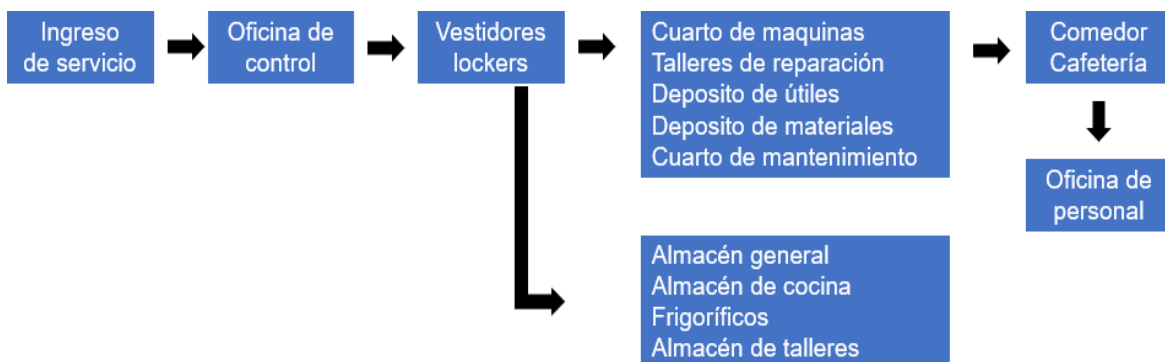 Ingreso
de servicio
Oficina de
control
Vestidores
lockers
Cuarto de maquinas
Talleres de reparación
Deposito de útiles
Deposito de materiales
Cuarto de mantenimiento
Comedor
Cafetería
Oficina de
personal
Almacén general
Almacén de cocina
Frigoríficos
Almacén de talleres